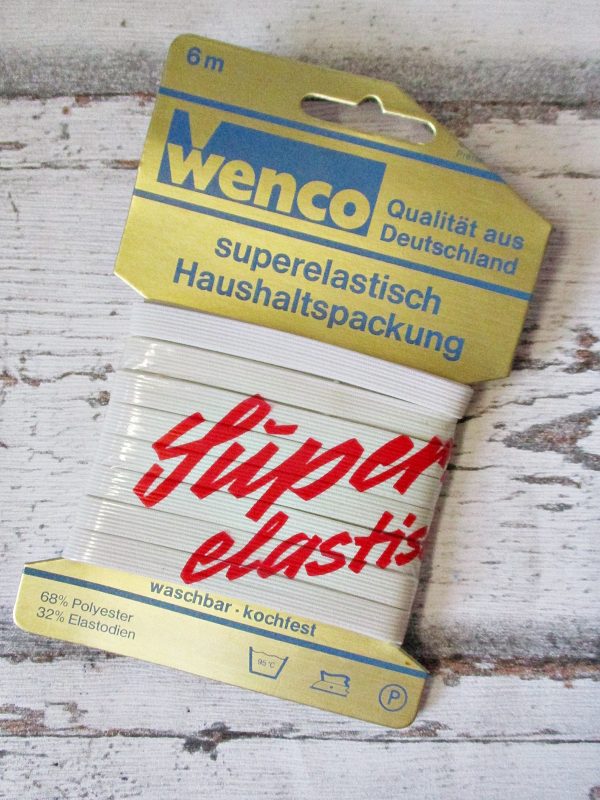 6 m
wenco
Qualität aus
Deutschland
superelastisch
Haushaltspackung
Super
elastis
waschbar · kochfest
68% Polyester
32% Elastodien
95°C
P